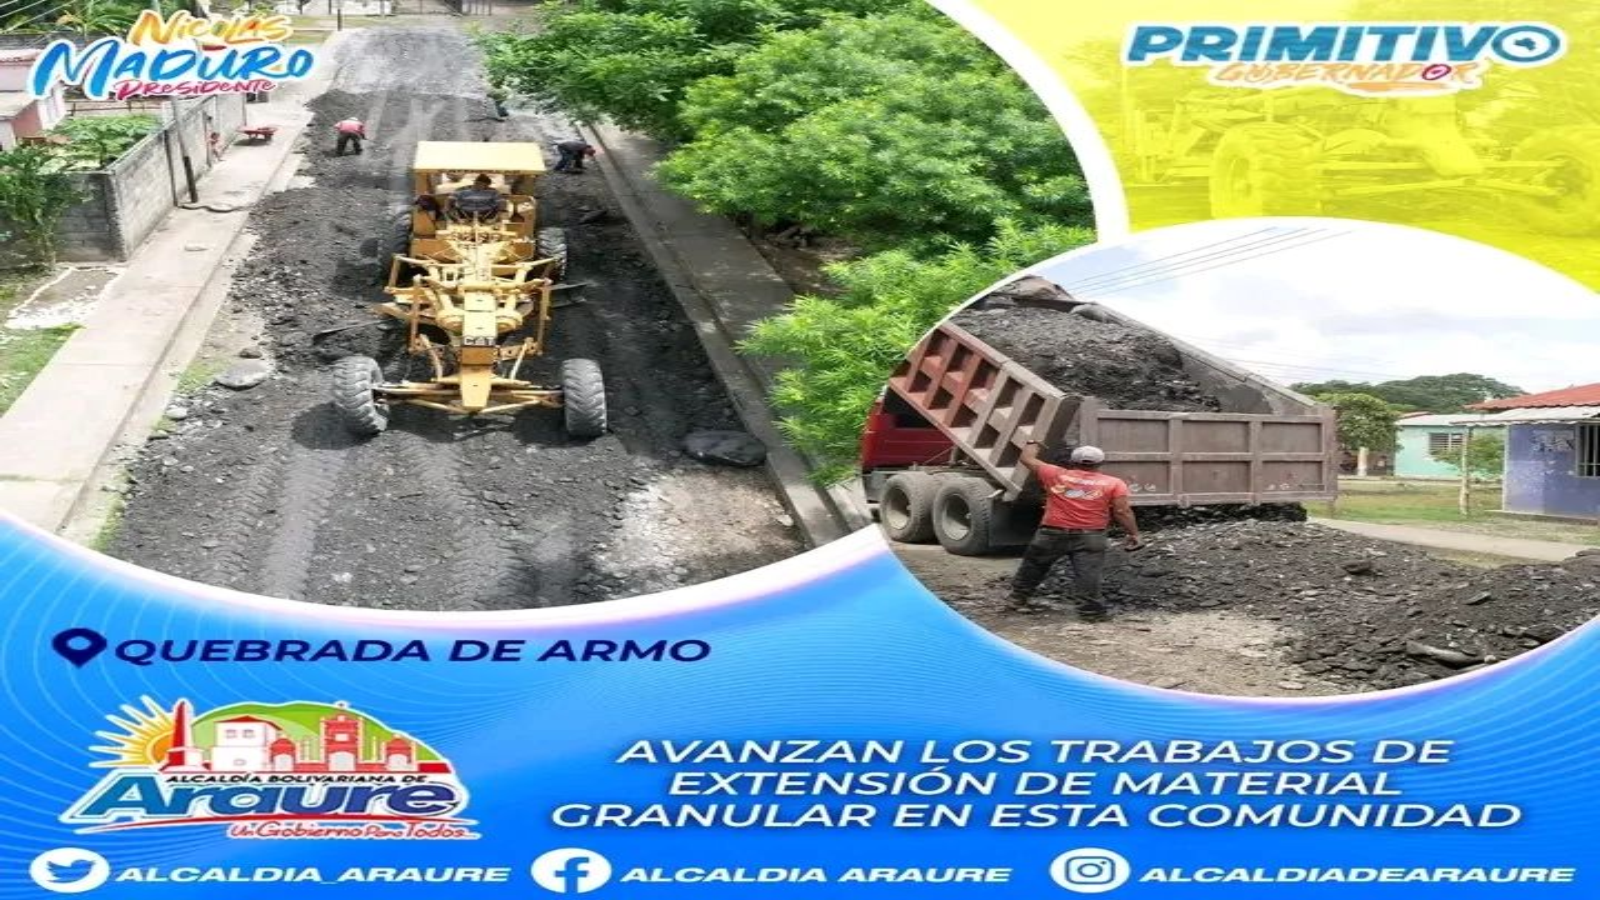 NICOLAS
MADURO
PRESIDENTE
PRIMITIVO
GOBERNADOR
CAT
QUEBRADA DE ARMO
ALCALDÍA BOLIVARIANA DE
Araure
Un Gobierno Para Todos
AVANZAN LOS TRABAJOS DE
EXTENSIÓN DE MATERIAL
GRANULAR EN ESTA COMUNIDAD
ALCALDIA_ARAURE
ALCALDIA ARAURE
ALCALDIADEARAURE